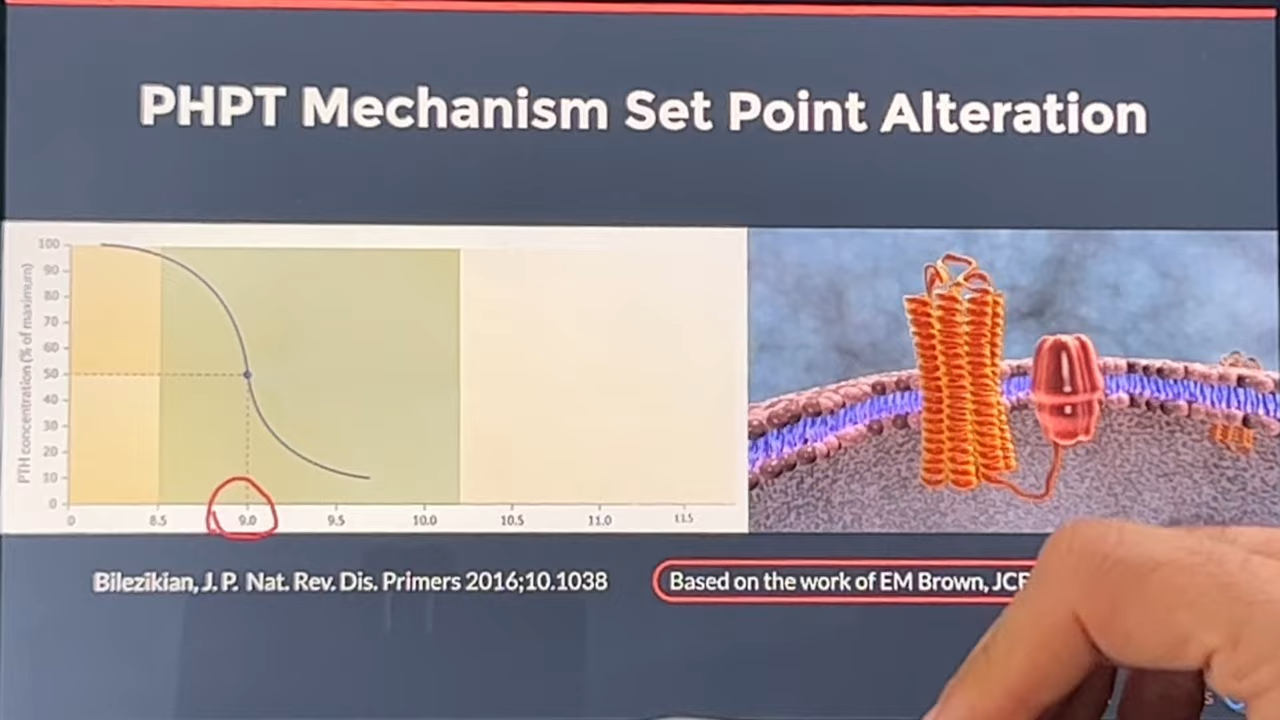 PHPT Mechanism Set Point Alteration
PTH concentration (% of maximum)
100
90
80
70
60
50
40
30
20
10
0
0 8.5 9.0 9.5 10.0 10.5 11.0 11.5
Bilezikian, J. P. Nat. Rev. Dis. Primers 2016;10.1038
Based on the work of EM Brown,